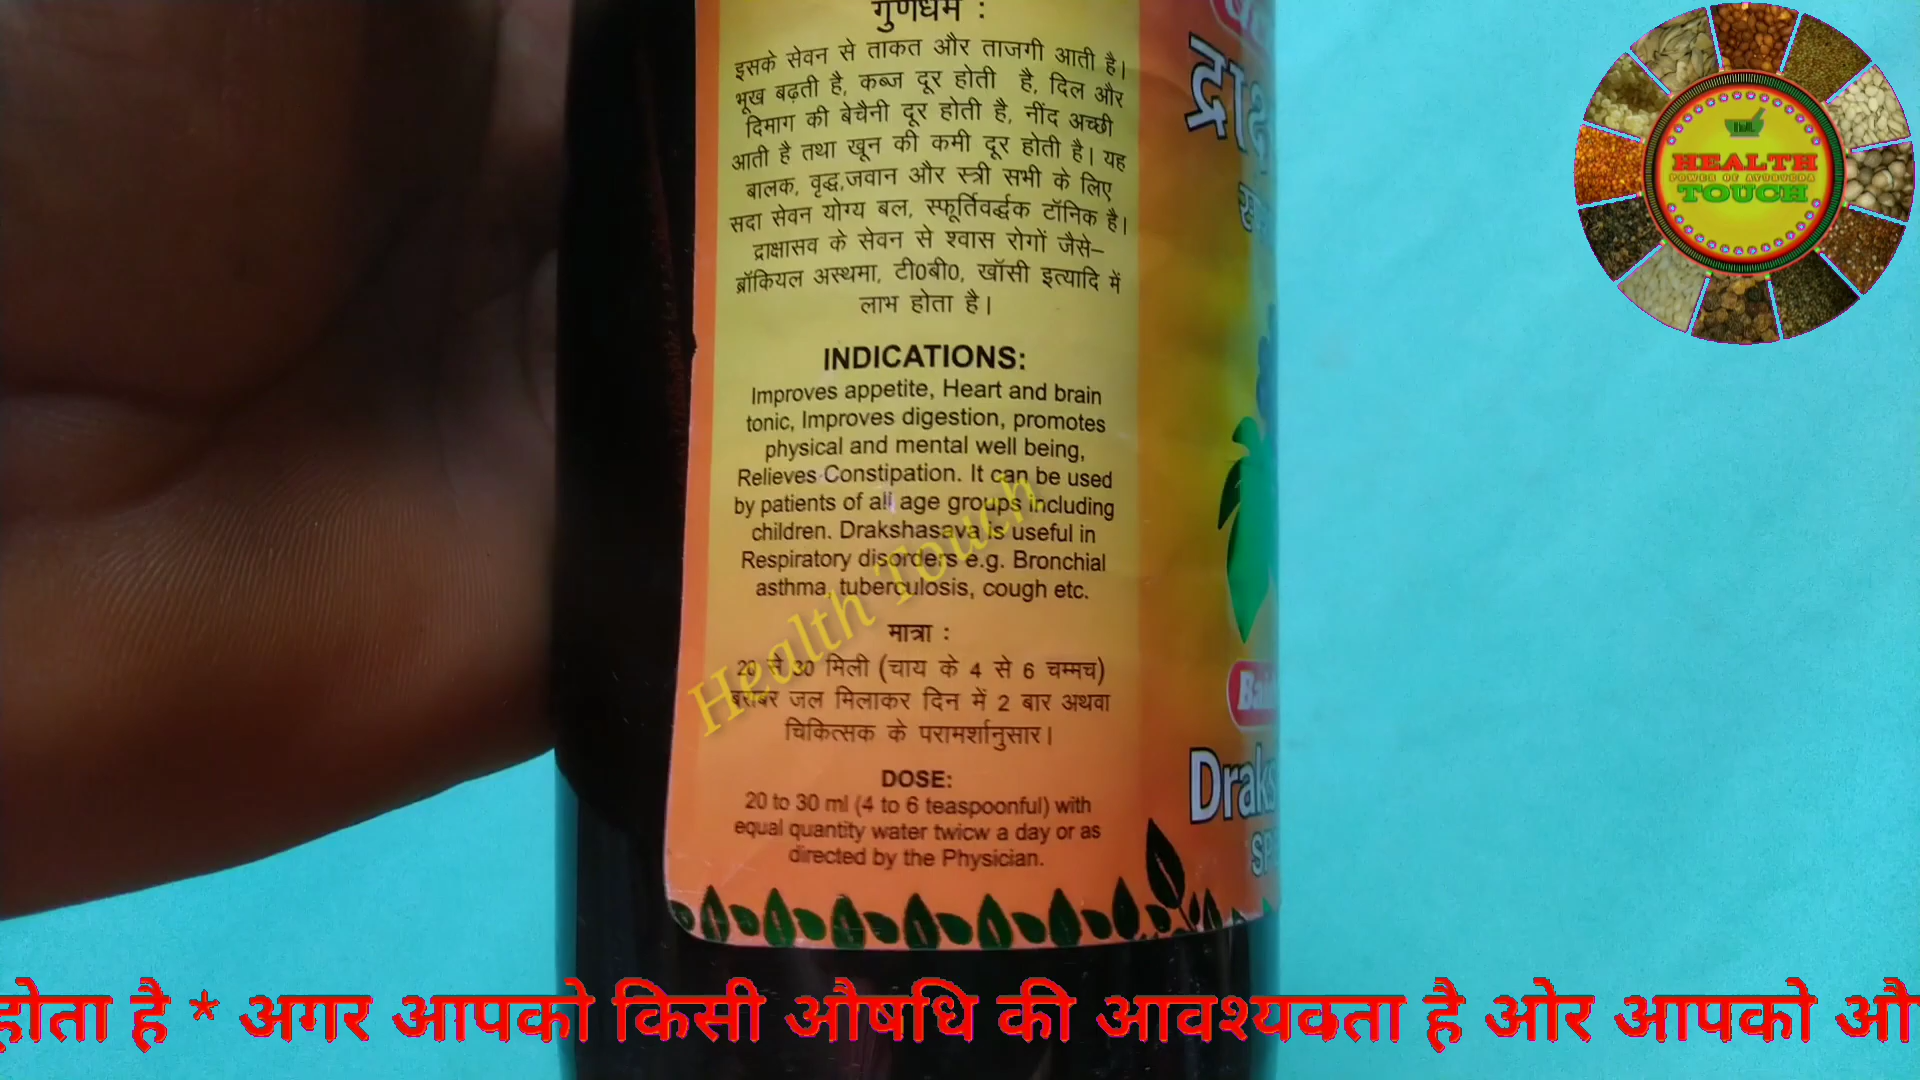 गुणधर्म :
इसके सेवन से ताकत और ताजगी आती है।
भूख बढ़ती है, कब्ज दूर होती है, दिल और
दिमाग की बेचैनी दूर होती है, नींद अच्छी
आती है तथा खून की कमी दूर होती है। यह
बालक, वृद्ध,जवान और स्त्री सभी के लिए
सदा सेवन योग्य बल, स्फूर्तिवर्द्धक टॉनिक है।
द्राक्षासव के सेवन से श्वास रोगों जैसे–
ब्रॉकियल अस्थमा, टी0बी0, खॉसी इत्यादि में
लाभ होता है।
INDICATIONS:
Improves appetite, Heart and brain
tonic, Improves digestion, promotes
physical and mental well being,
Relieves Constipation. It can be used
by patients of all age groups including
children. Drakshasava is useful in
Respiratory disorders e.g. Bronchial
asthma, tuberculosis, cough etc.
मात्रा :
20 से 30 मिली (चाय के 4 से 6 चम्मच)
बराबर जल मिलाकर दिन में 2 बार अथवा
चिकित्सक के परामर्शानुसार।
DOSE:
20 to 30 ml (4 to 6 teaspoonful) with
equal quantity water twicw a day or as
directed by the Physician.
Health Touch
HEALTH
POWER OF AYURVEDA
TOUCH
होता है * अगर आपको किसी औषधि की आवश्यकता है ओर आपको औ